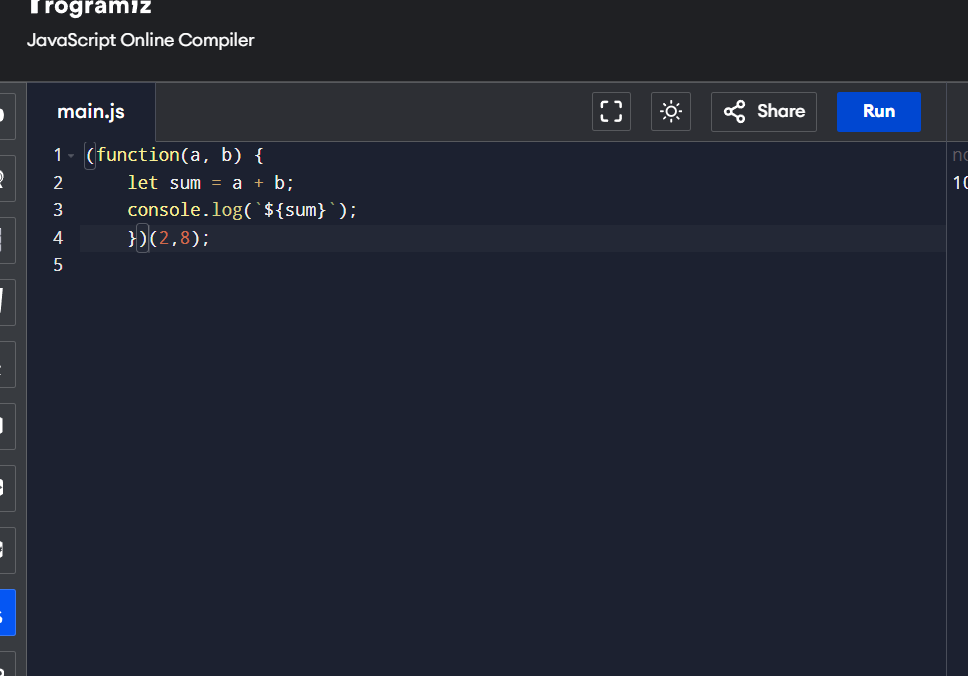 Programiz
JavaScript Online Compiler
main.js
Share
Run
1 (function(a, b) {
2 let sum = a + b;
3 console.log(`${sum}`);
4 })(2,8);
5
10